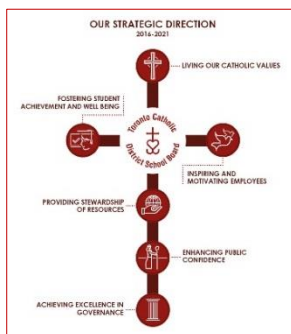 OUR STRATEGIC DIRECTION
2016-2021
LIVING OUR CATHOLIC VALUES
FOSTERING STUDENT
ACHIEVEMENT AND WELL BEING
Toronto Catholic
District School Board
INSPIRING AND
MOTIVATING EMPLOYEES
PROVIDING STEWARDSHIP
OF RESOURCES
ENHANCING PUBLIC
CONFIDENCE
ACHIEVING EXCELLENCE IN
GOVERNANCE